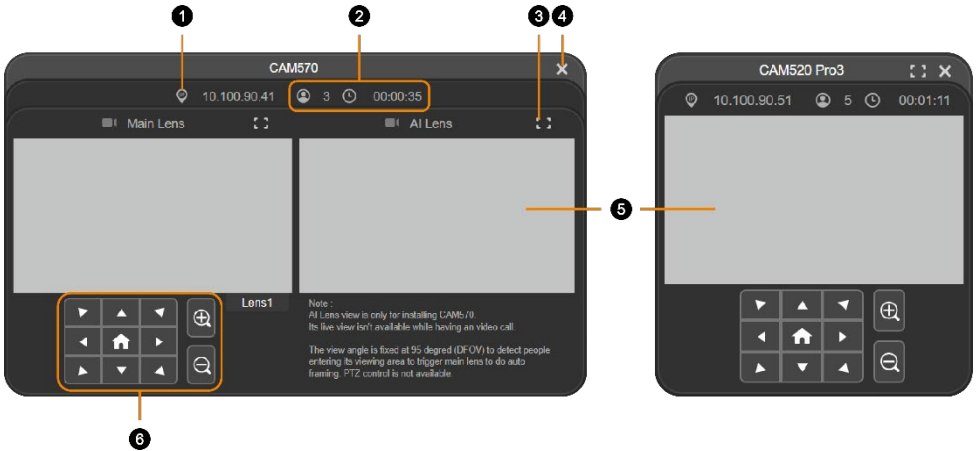 1
2
3
4
CAM570
10.100.90.41
3
00:00:35
Main Lens
AI Lens
Lens1
Note :
AI Lens view is only for installing CAM570.
Its live view isn't available while having an video call.
The view angle is fixed at 95 degred (DFOV) to detect people
entering its viewing area to trigger main lens to do auto
framing. PTZ control is not available.
5
6
CAM520 Pro3
10.100.90.51
5
00:01:11